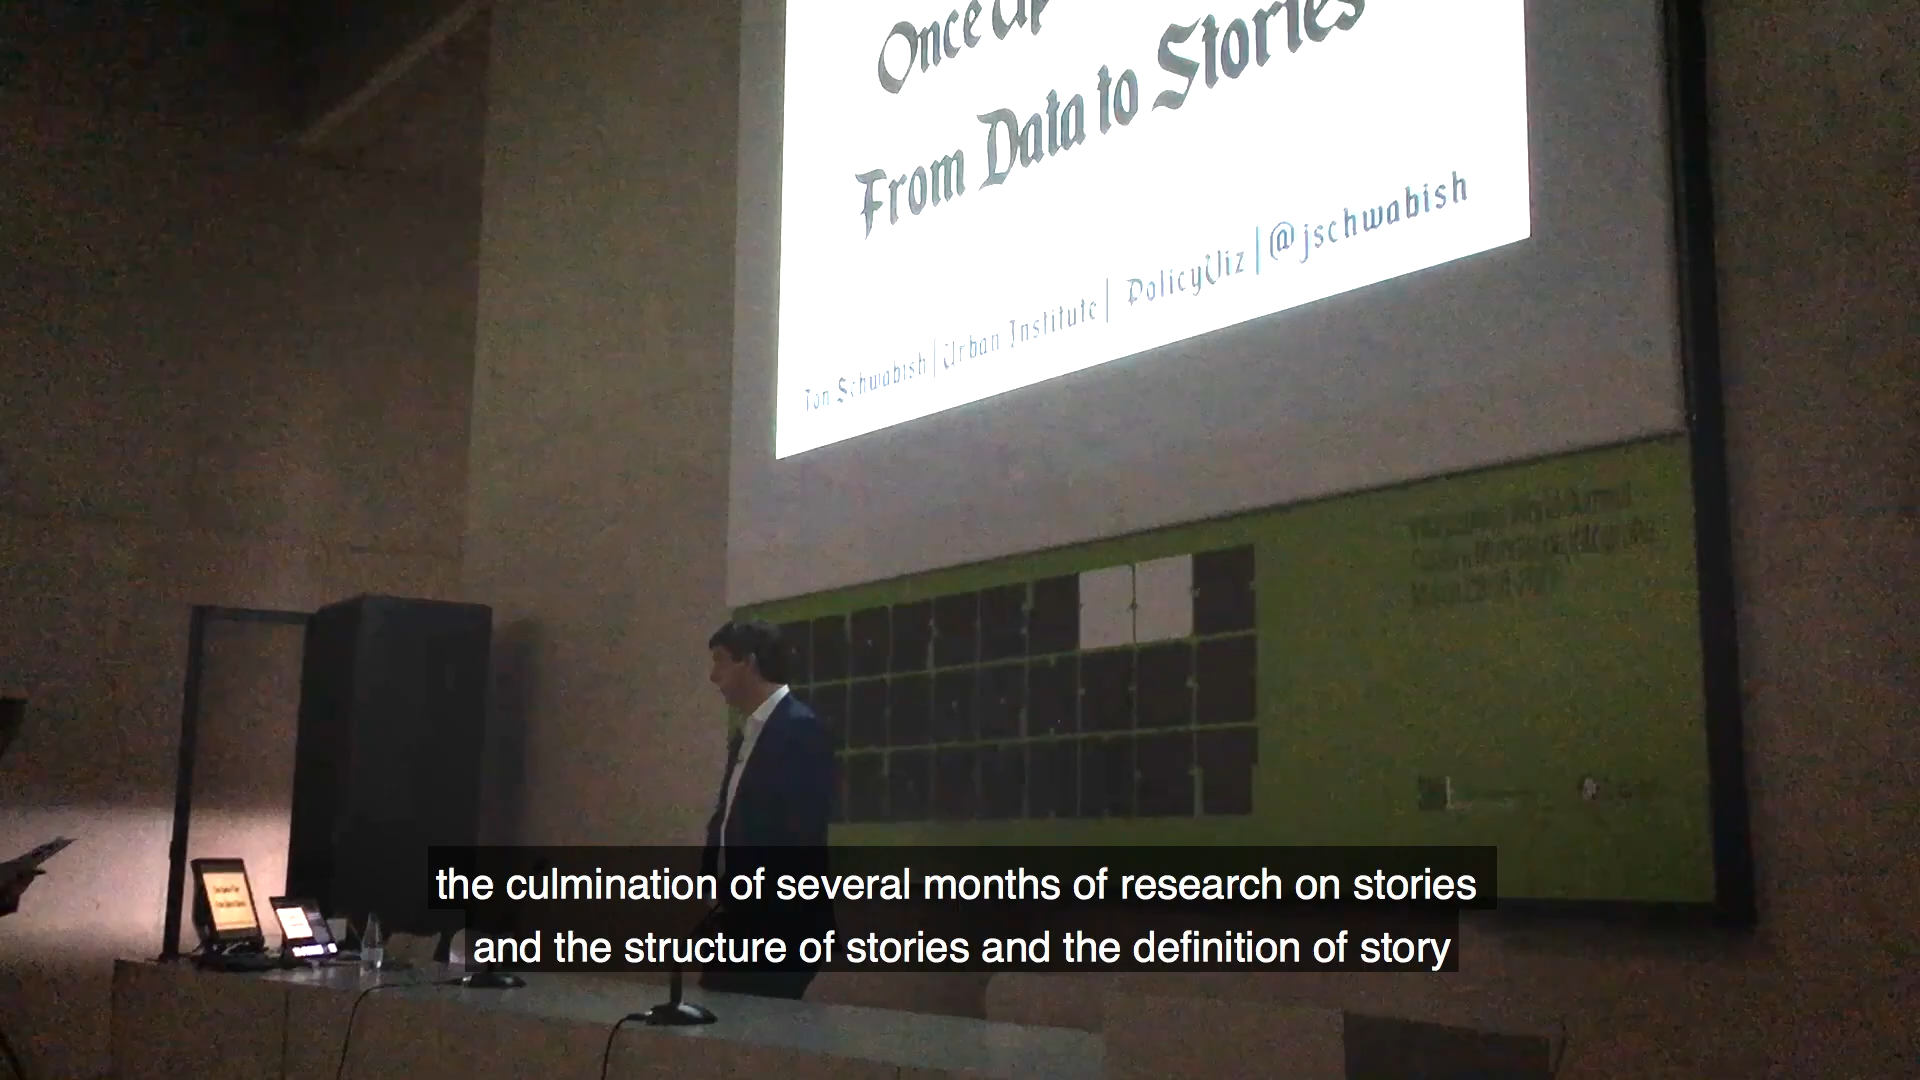 Once Up
From Data to Stories
Jon Schwabish | Urban Institute | PolicyViz | @jschwabish
the culmination of several months of research on stories
and the structure of stories and the definition of story